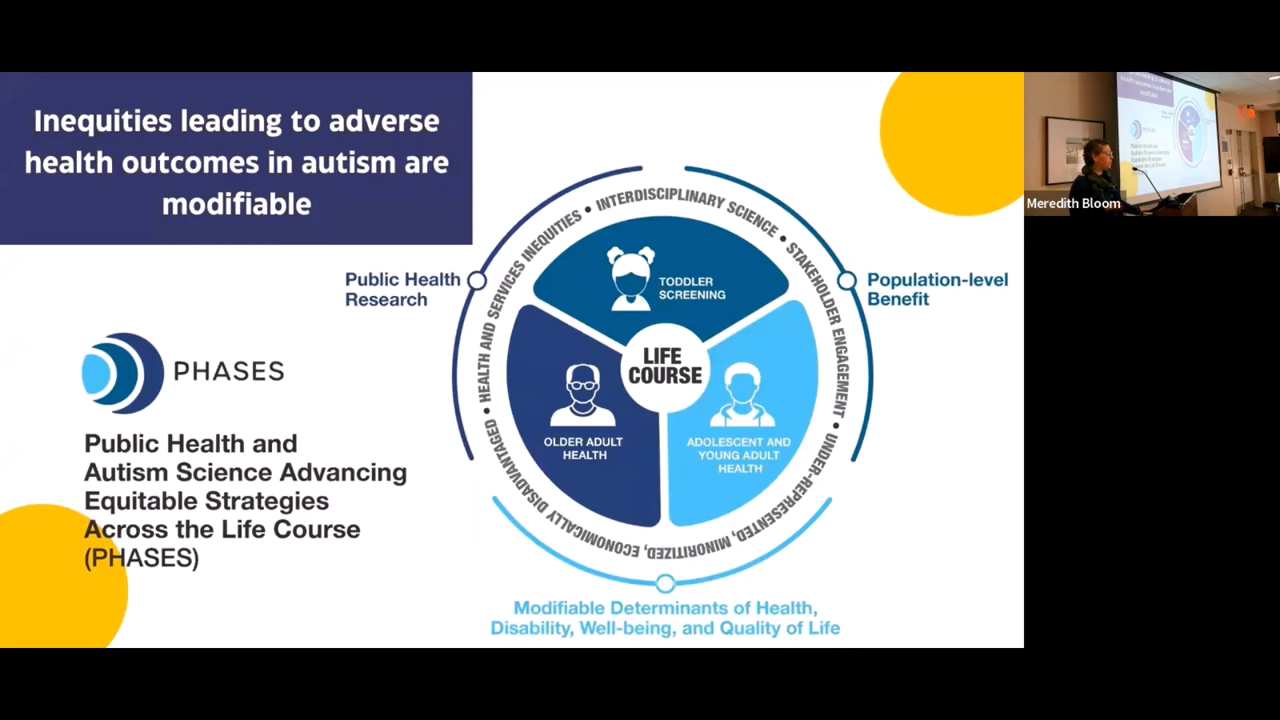 Inequities leading to adverse
health outcomes in autism are
modifiable
PHASES
Public Health and
Autism Science Advancing
Equitable Strategies
Across the Life Course
(PHASES)
Public Health
Research
Population-level
Benefit
HEALTH AND SERVICES INEQUITIES • INTERDISCIPLINARY SCIENCE • STAKEHOLDER ENGAGEMENT • UNDER-REPRESENTED, MINORITIZED, ECONOMICALLY DISADVANTAGED •
TODDLER
SCREENING
LIFE
COURSE
OLDER ADULT
HEALTH
ADOLESCENT AND
YOUNG ADULT
HEALTH
Modifiable Determinants of Health,
Disability, Well-being, and Quality of Life
Meredith Bloom